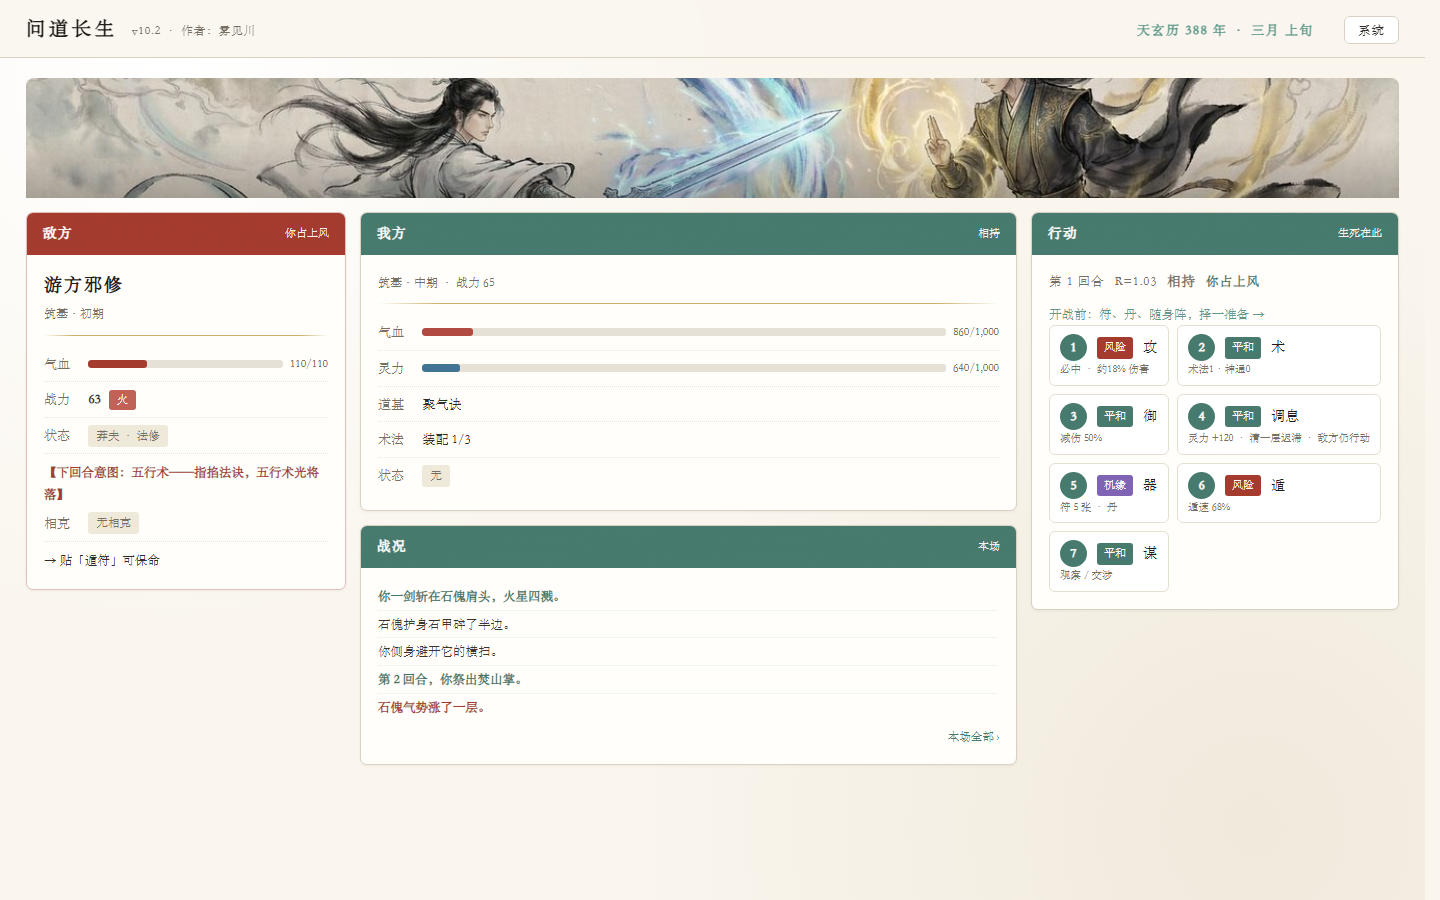 问道长生 v10.2 · 作者：雾见川
天玄历 388 年 · 三月 上旬
系统
敌方
你占上风
游方邪修
筑基 · 初期
气血 110/110
战力 63 火
状态 莽夫 · 法修
【下回合意图：五行术——指掐法诀，五行术光将
落】
相克 无相克
→ 贴「遁符」可保命
我方
相持
筑基 · 中期 · 战力 65
气血 860/1,000
灵力 640/1,000
道基 聚气诀
术法 装配 1/3
状态 无
战况
本场
你一剑斩在石傀肩头，火星四溅。
石傀护身石甲碎了半边。
你侧身避开它的横扫。
第 2 回合，你祭出焚山掌。
石傀气势涨了一层。
本场全部 ›
行动
生死在此
第 1 回合 R=1.03 相持 你占上风
开战前：符、丹、随身阵，择一准备 →
1 风险 攻
必中 · 约18% 伤害
2 平和 术
术法1 · 神通0
3 平和 御
减伤 50%
4 平和 调息
灵力 +120 · 清一层迟滞 · 敌方仍行动
5 机缘 器
符 5 张 · 丹
6 风险 遁
遁速 68%
7 平和 谋
观察 / 交涉